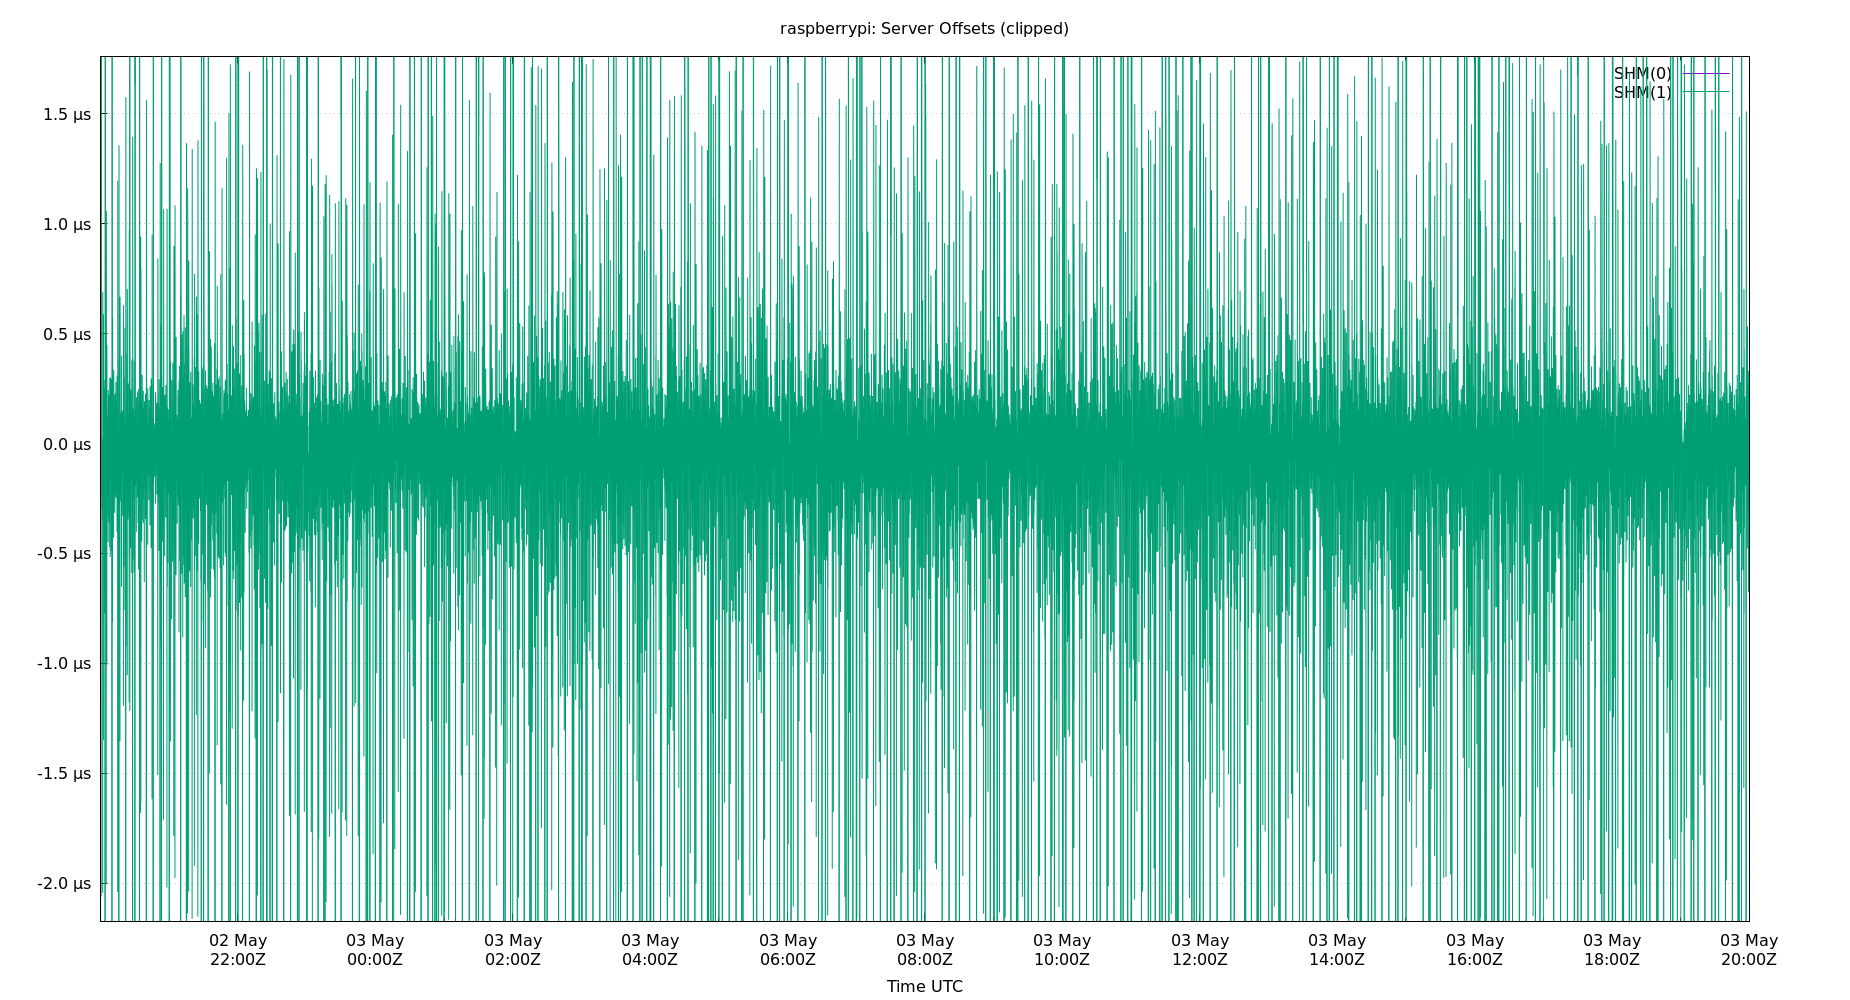 raspberrypi: Server Offsets (clipped)
SHM(0)
SHM(1)
1.5 µs
1.0 µs
0.5 µs
0.0 µs
-0.5 µs
-1.0 µs
-1.5 µs
-2.0 µs
02 May 03 May 03 May 03 May 03 May 03 May 03 May 03 May 03 May 03 May 03 May 03 May
22:00Z 00:00Z 02:00Z 04:00Z 06:00Z 08:00Z 10:00Z 12:00Z 14:00Z 16:00Z 18:00Z 20:00Z
Time UTC